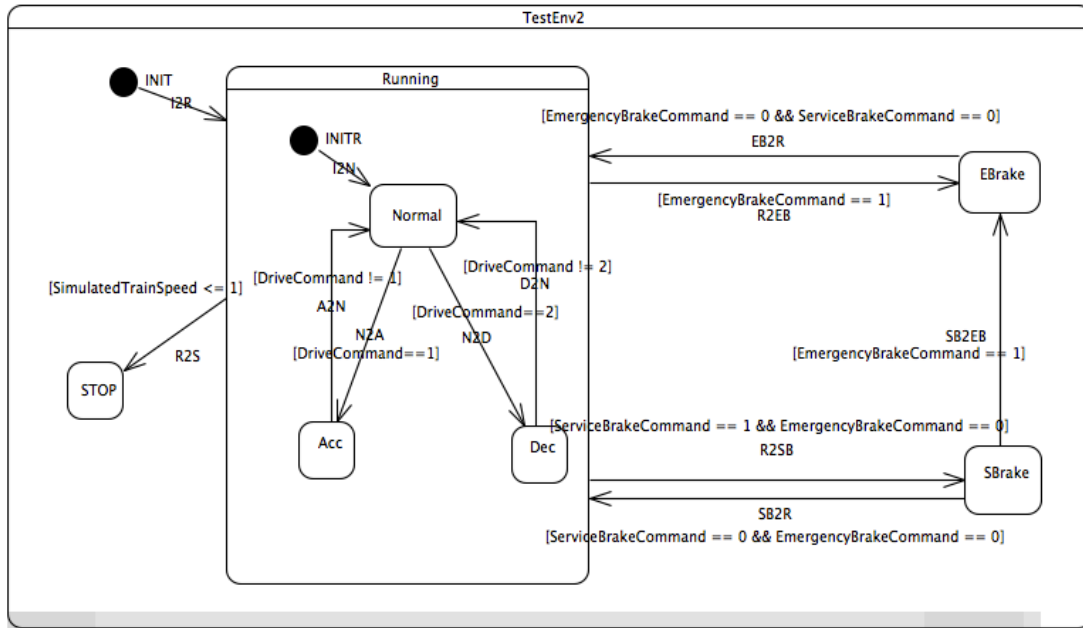 TestEnv2
INIT
I2R
Running
INITR
I2N
Normal
[EmergencyBrakeCommand == 0 && ServiceBrakeCommand == 0]
EB2R
EBrake
[EmergencyBrakeCommand == 1]
R2EB
[SimulatedTrainSpeed <= 1]
R2S
STOP
[DriveCommand != 1]
A2N
[DriveCommand != 2]
D2N
[DriveCommand==2]
N2D
N2A
[DriveCommand==1]
SB2EB
[EmergencyBrakeCommand == 1]
Acc
Dec
[ServiceBrakeCommand == 1 && EmergencyBrakeCommand == 0]
R2SB
SBrake
SB2R
[ServiceBrakeCommand == 0 && EmergencyBrakeCommand == 0]